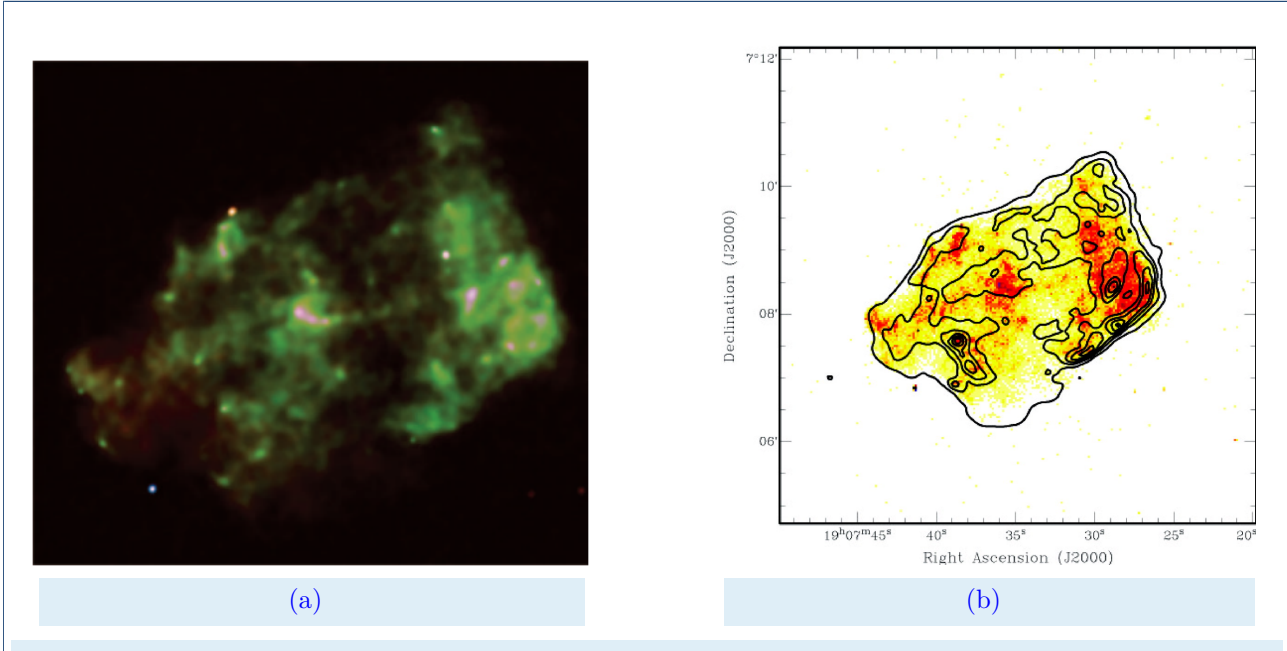 7°12'
10'
08'
06'
Declination (J2000)
19ʰ07ᵐ45ˢ 40ˢ 35ˢ 30ˢ 25ˢ 20ˢ
Right Ascension (J2000)
(a) (b)